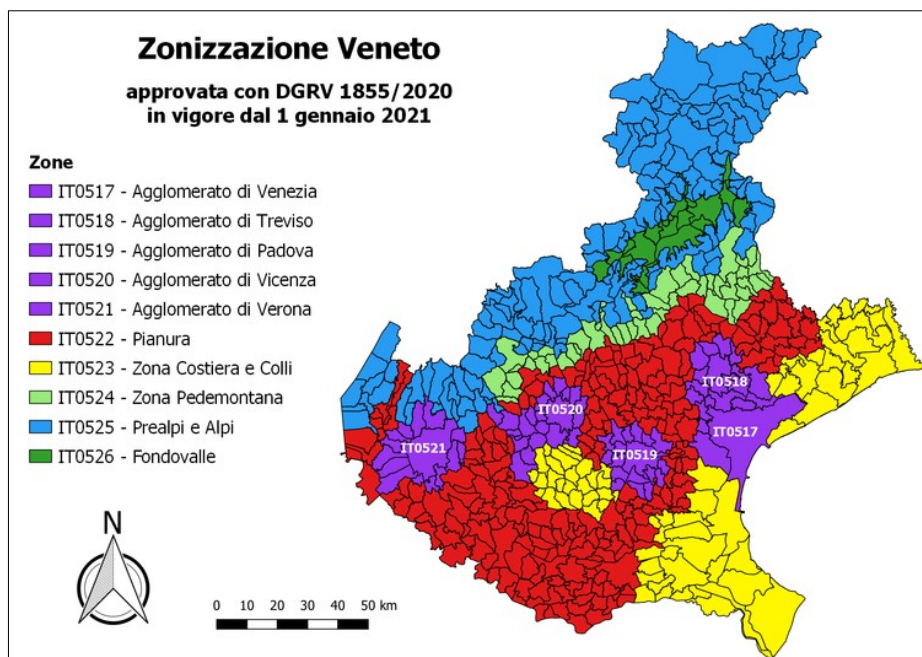 Zonizzazione Veneto
approvata con DGRV 1855/2020
in vigore dal 1 gennaio 2021
Zone
IT0517 - Agglomerato di Venezia
IT0518 - Agglomerato di Treviso
IT0519 - Agglomerato di Padova
IT0520 - Agglomerato di Vicenza
IT0521 - Agglomerato di Verona
IT0522 - Pianura
IT0523 - Zona Costiera e Colli
IT0524 - Zona Pedemontana
IT0525 - Prealpi e Alpi
IT0526 - Fondovalle
IT0518
IT0520
IT0517
IT0521
IT0519
N
0 10 20 30 40 50 km